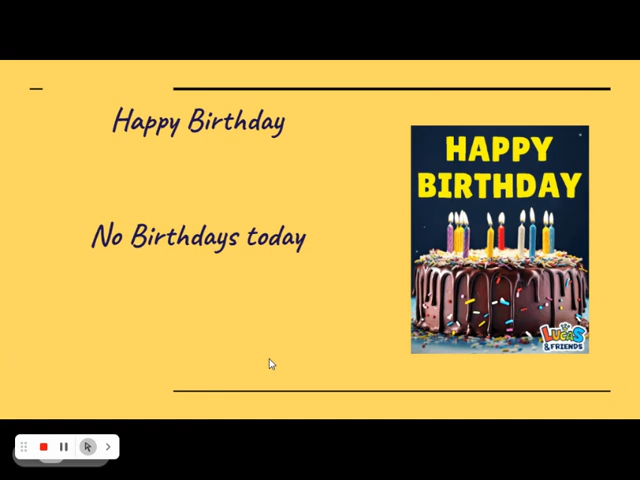 Happy Birthday
No Birthdays today
HAPPY
BIRTHDAY
LUCAS
& FRIENDS